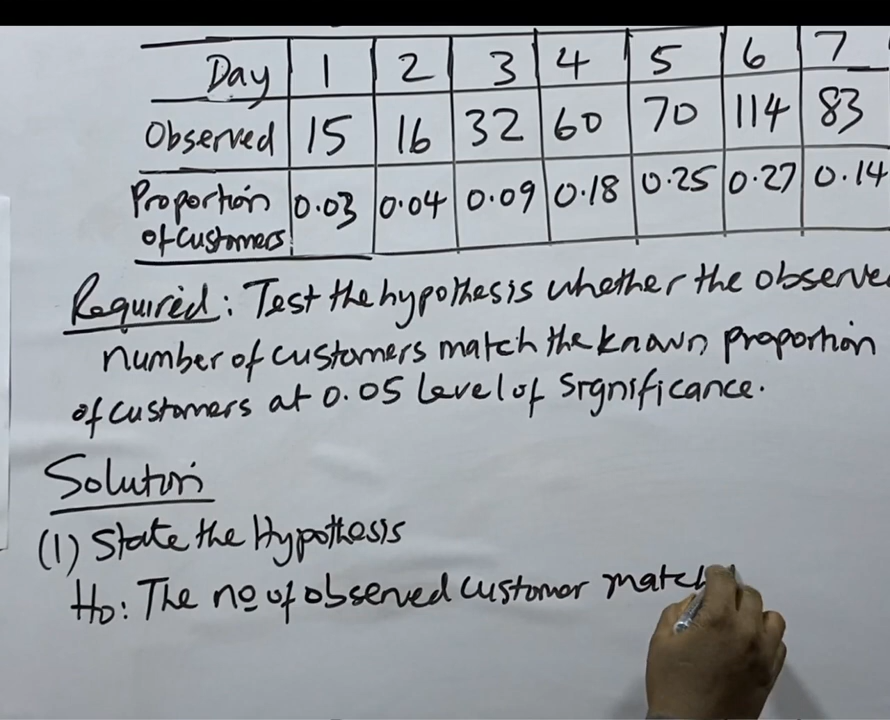 Day 1 2 3 4 5 6 7
Observed 15 16 32 60 70 114 83
Proportion of customers 0.03 0.04 0.09 0.18 0.25 0.27 0.14
Required: Test the hypothesis whether the observe
number of customers match the known proportion
of customers at 0.05 level of significance.
Solution
(1) State the Hypothesis
Ho: The no of observed customer match